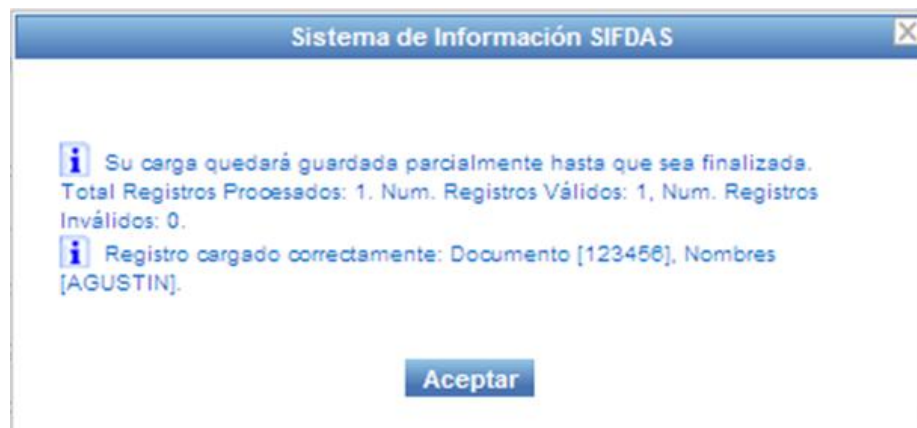 Sistema de Información SIFDAS
Su carga quedará guardada parcialmente hasta que sea finalizada.
Total Registros Procesados: 1. Num. Registros Válidos: 1, Num. Registros
Inválidos: 0.
Registro cargado correctamente: Documento [123456], Nombres
[AGUSTIN].
Aceptar